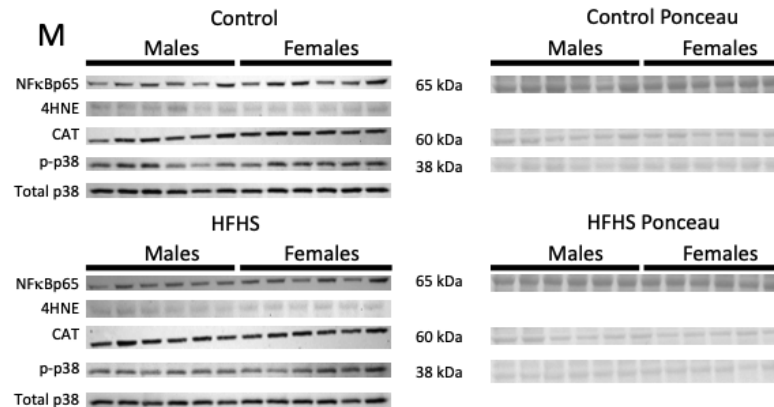 M
Control
Males Females
NFκBp65
4HNE
CAT
p-p38
Total p38
65 kDa
60 kDa
38 kDa
Control Ponceau
Males Females
HFHS
Males Females
NFκBp65
4HNE
CAT
p-p38
Total p38
65 kDa
60 kDa
38 kDa
HFHS Ponceau
Males Females